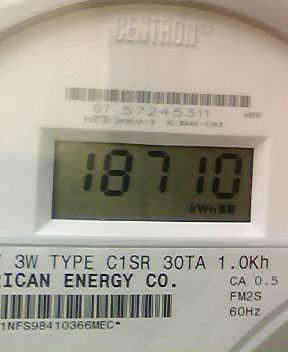 CENTRON®
07 57245311 HPP
18710
kWh
3W TYPE C1SR 30TA 1.0Kh
RICAN ENERGY CO.
CA 0.5
FM2S
60Hz
1NFS98410366MEC*